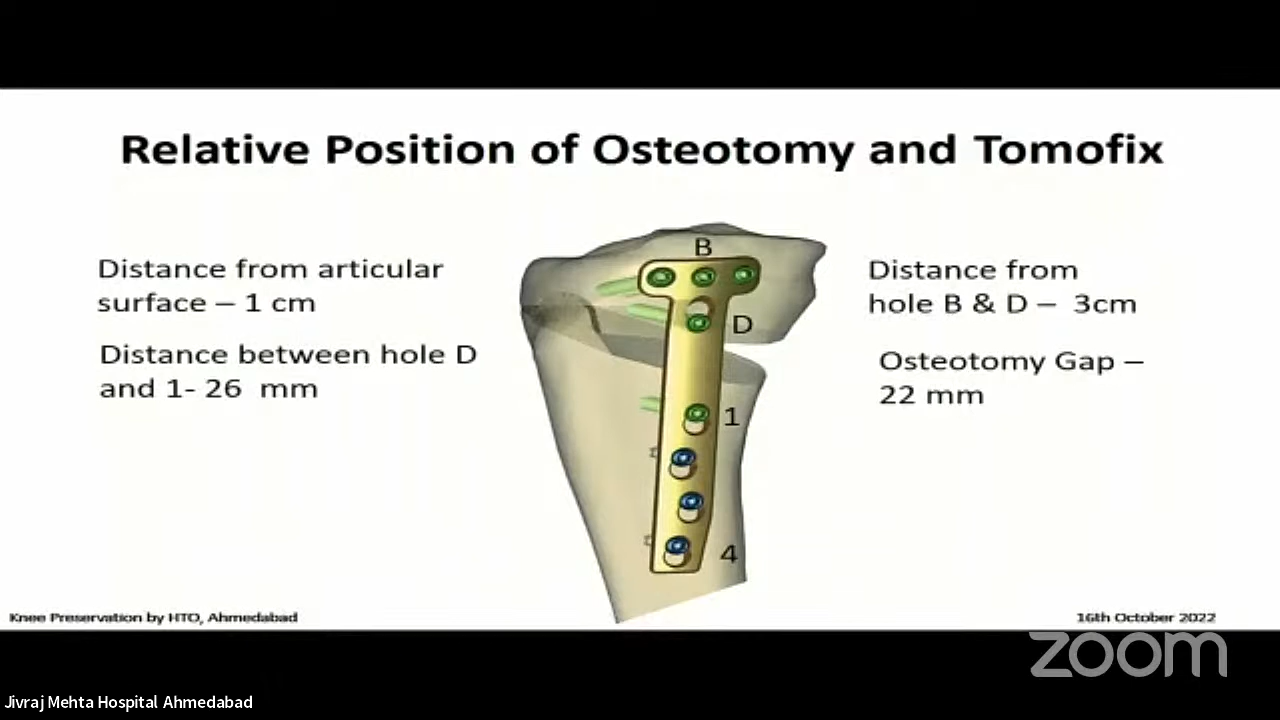 Relative Position of Osteotomy and Tomofix
Distance from articular
surface – 1 cm
Distance between hole D
and 1- 26 mm
B
D
1
4
Distance from
hole B & D – 3cm
Osteotomy Gap –
22 mm
Knee Preservation by HTO, Ahmedabad
16th October 2022
zoom
Jivraj Mehta Hospital Ahmedabad